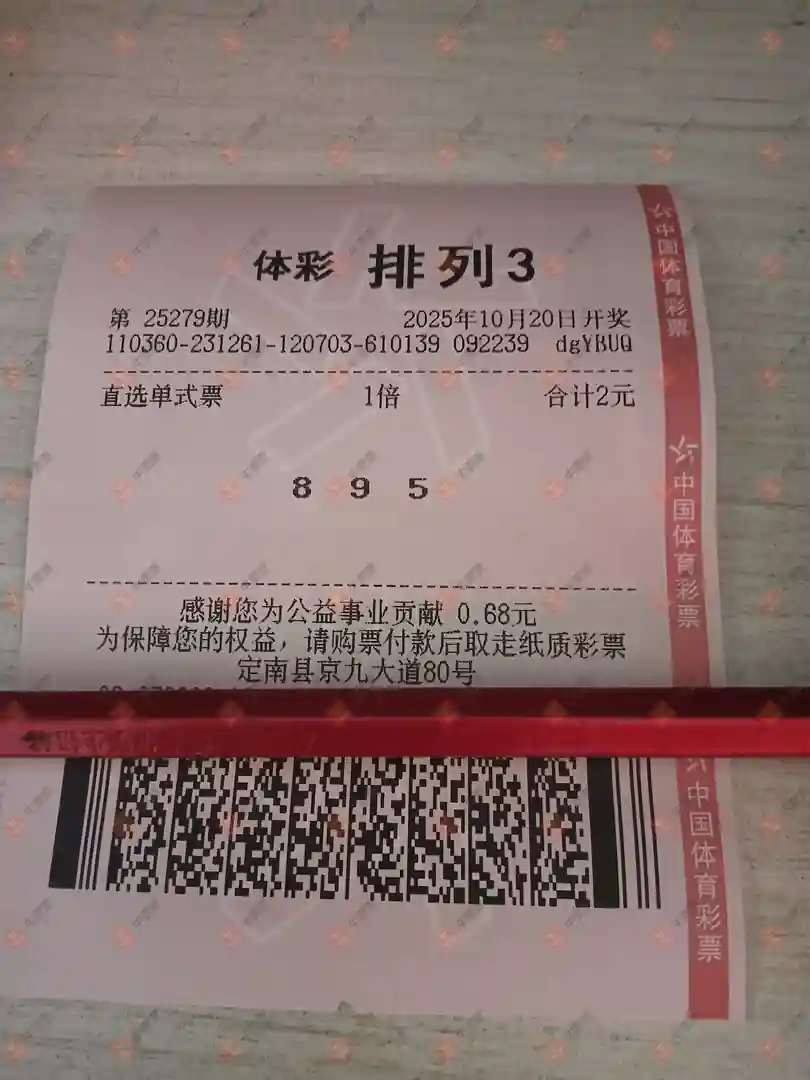 体彩 排列3
第 25279期 2025年10月20日开奖
110360-231261-120703-610139 092239 dgYBUQ
直选单式票 1倍 合计2元
8 9 5
感谢您为公益事业贡献 0.68元
为保障您的权益，请购票付款后取走纸质彩票
定南县京九大道80号
中国体育彩票
中国体育彩票
中国体育彩票